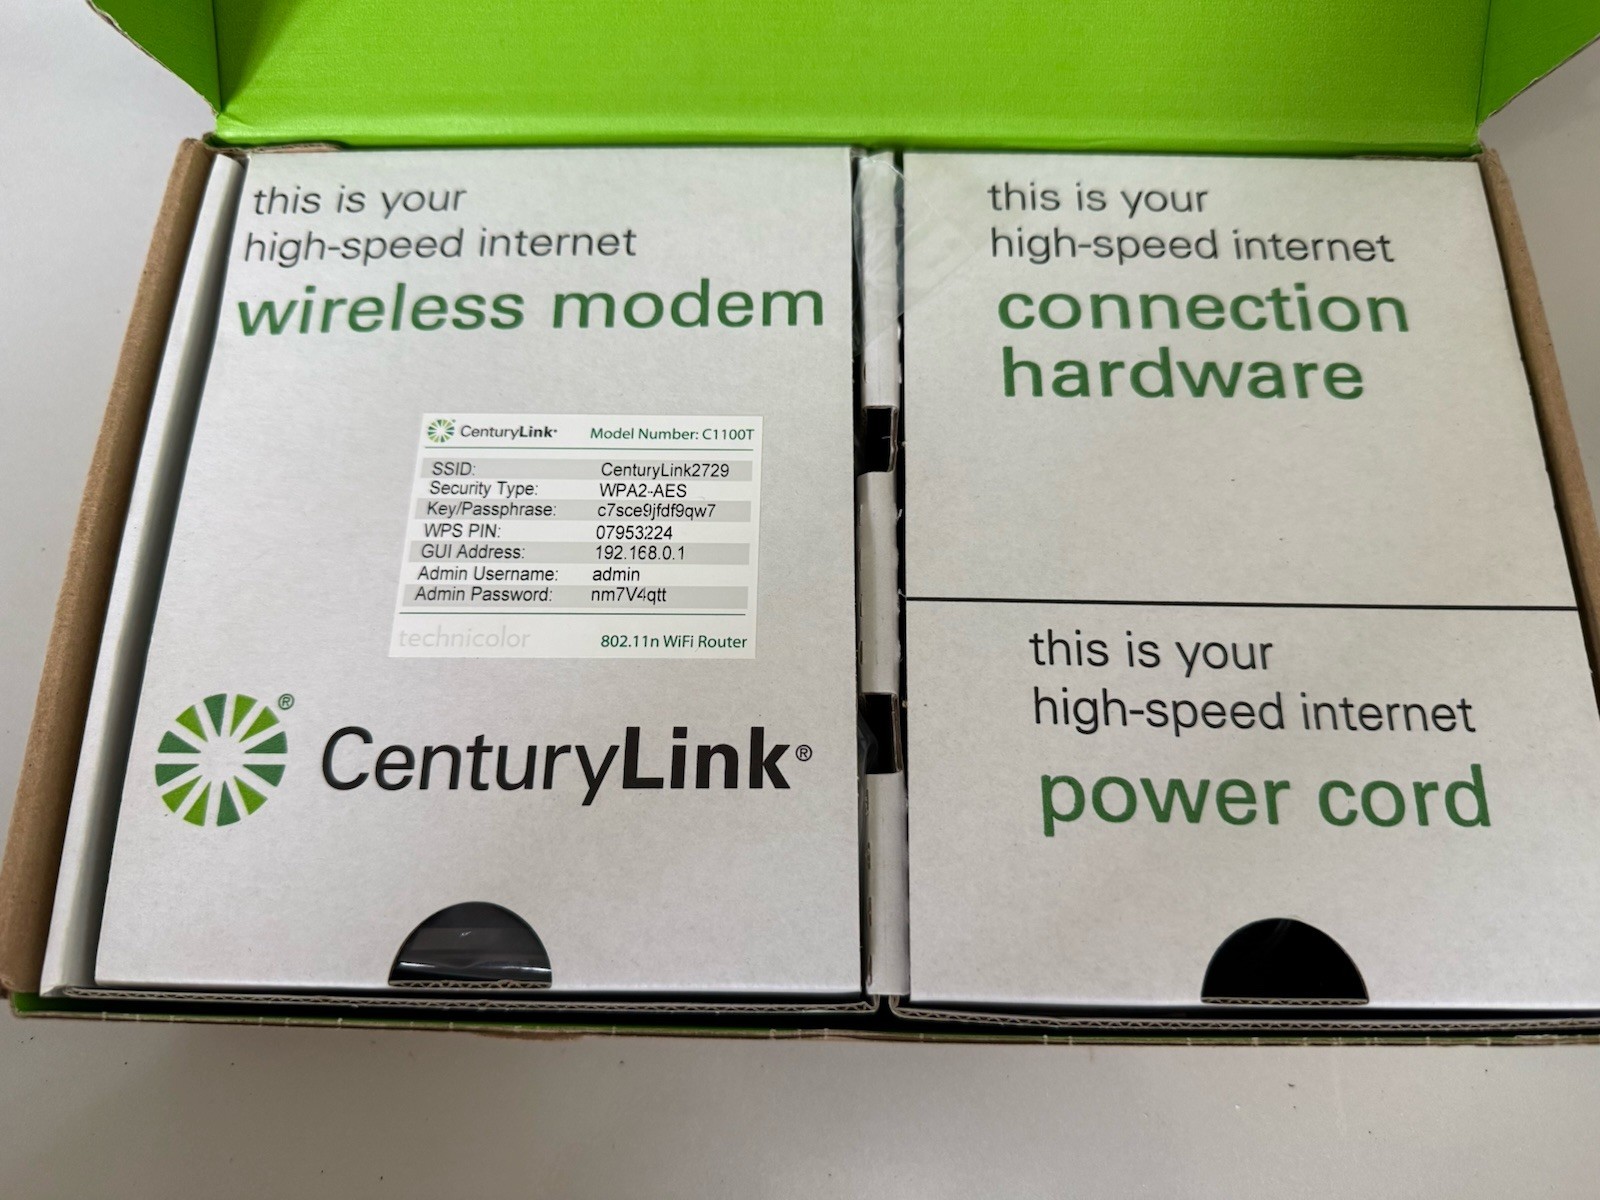 this is your
high-speed internet
wireless modem
CenturyLink® Model Number: C1100T
SSID: CenturyLink2729
Security Type: WPA2-AES
Key/Passphrase: c7sce9jfdf9qw7
WPS PIN: 07953224
GUI Address: 192.168.0.1
Admin Username: admin
Admin Password: nm7V4qtt
technicolor 802.11n WiFi Router
®
CenturyLink®
this is your
high-speed internet
connection
hardware
this is your
high-speed internet
power cord